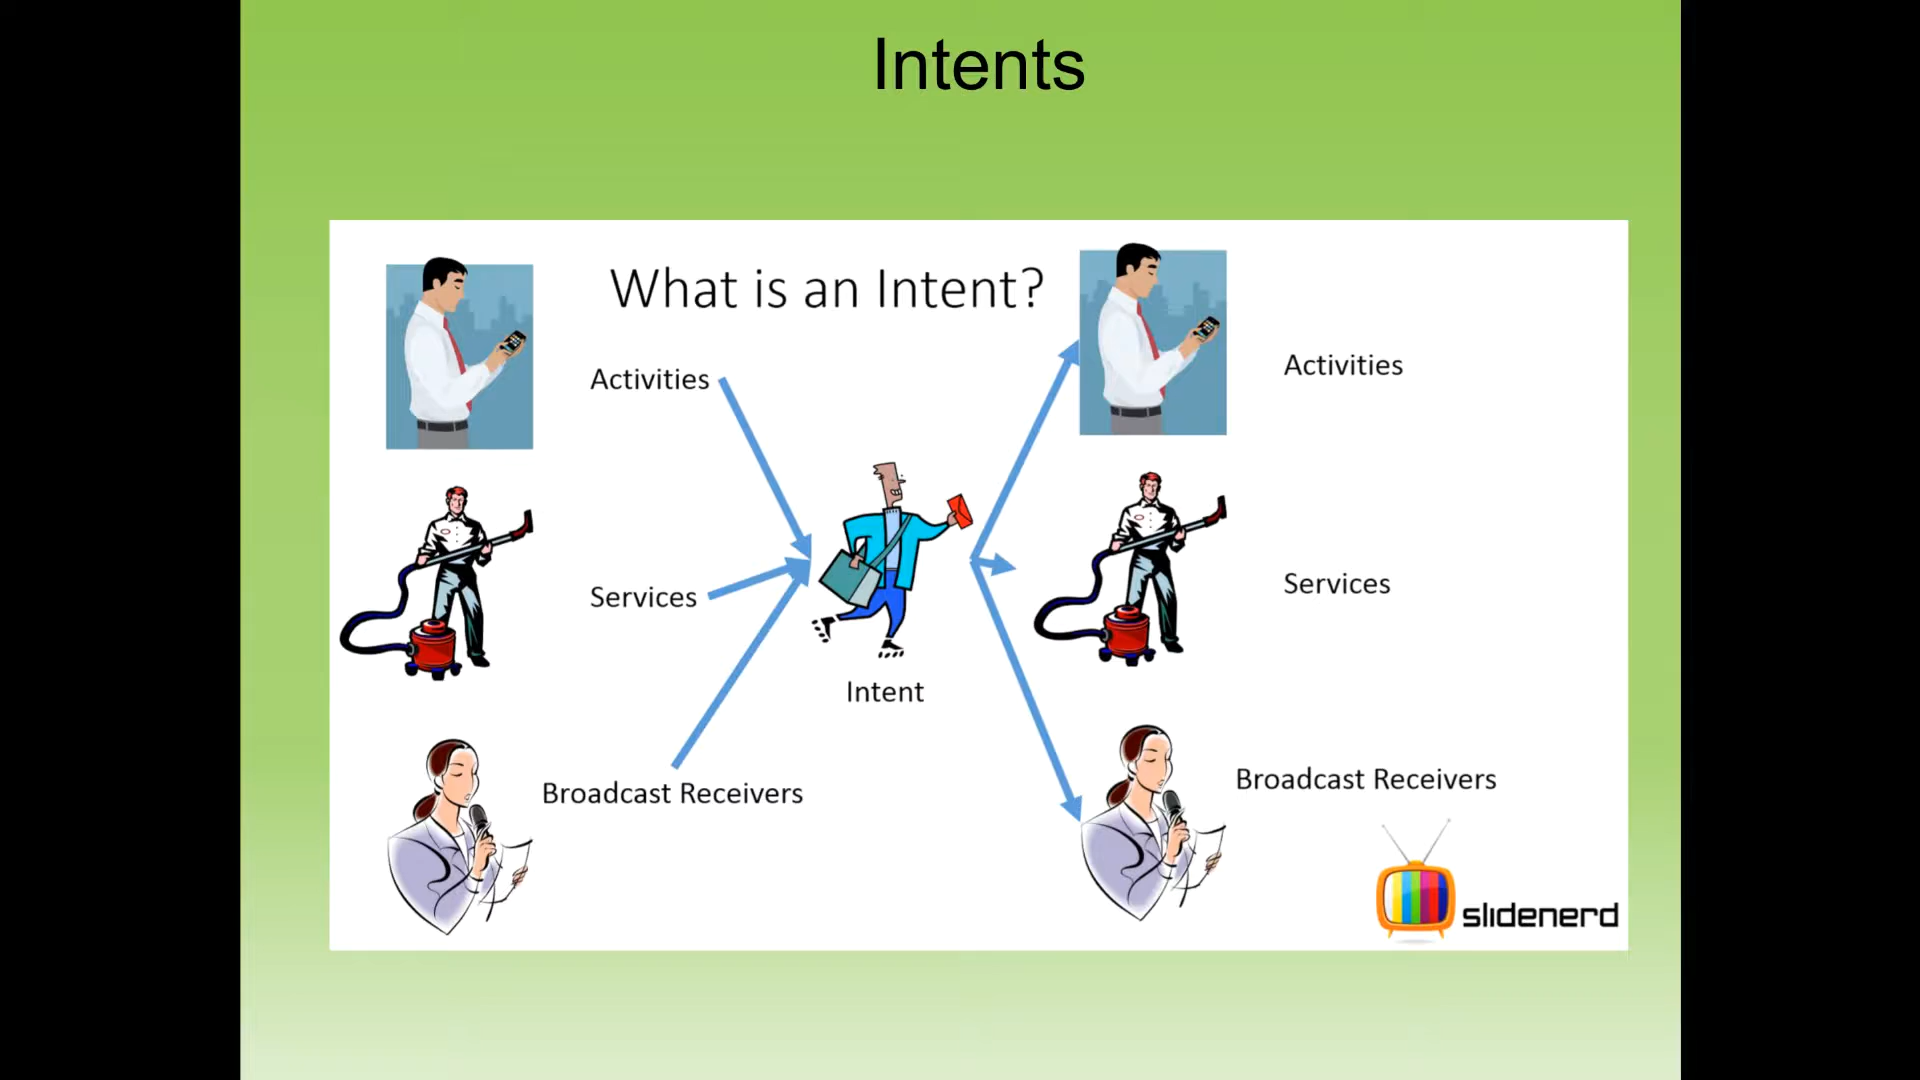 Intents
What is an Intent?
Activities
Activities
Services
Services
Intent
Broadcast Receivers
Broadcast Receivers
slidenerd